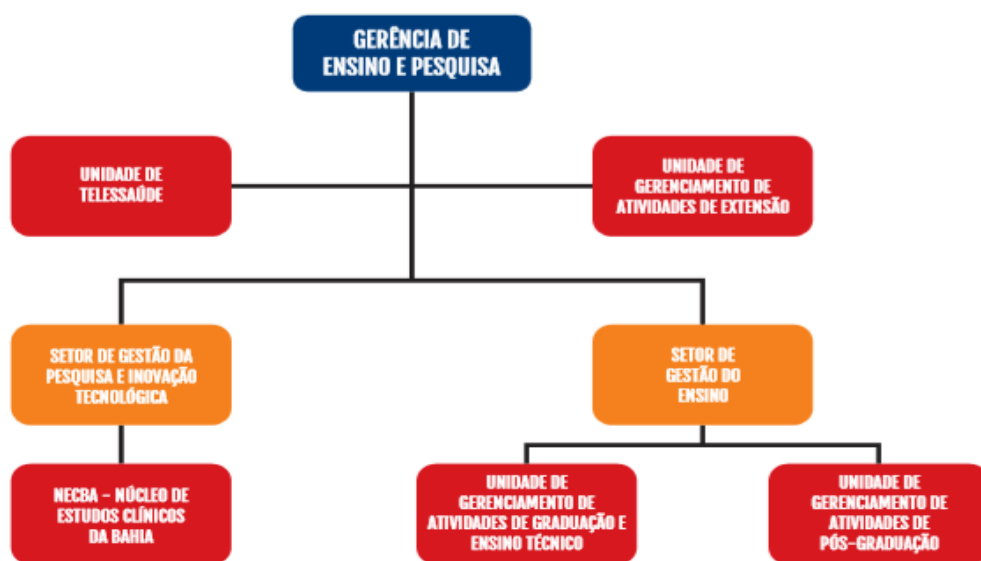 GERÊNCIA DE
ENSINO E PESQUISA
UNIDADE DE
TELESSAÚDE
UNIDADE DE
GERENCIAMENTO DE
ATIVIDADES DE EXTENSÃO
SETOR DE GESTÃO DA
PESQUISA E INOVAÇÃO
TECNOLÓGICA
SETOR DE
GESTÃO DO
ENSINO
NECBA – NÚCLEO DE
ESTUDOS CLÍNICOS
DA BAHIA
UNIDADE DE
GERENCIAMENTO DE
ATIVIDADES DE GRADUAÇÃO E
ENSINO TÉCNICO
UNIDADE DE
GERENCIAMENTO DE
ATIVIDADES DE
PÓS-GRADUAÇÃO